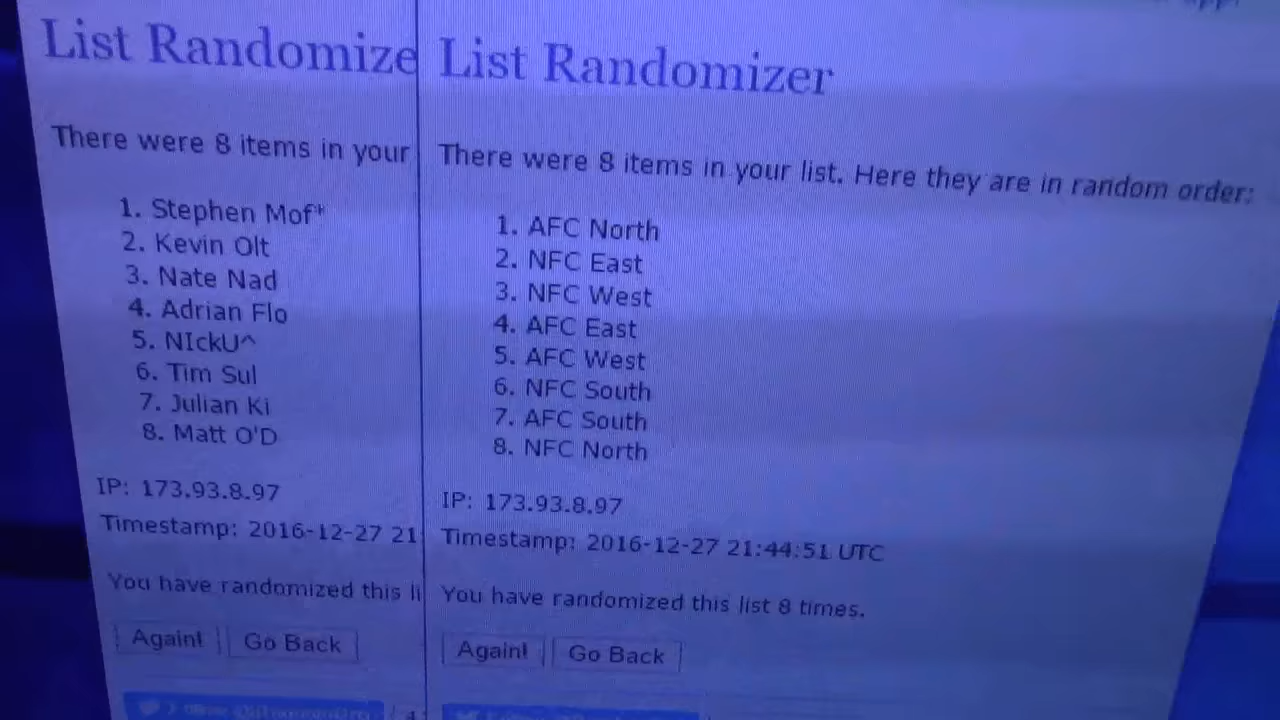 List Randomize
There were 8 items in your
1. Stephen Mof*
2. Kevin Olt
3. Nate Nad
4. Adrian Flo
5. NIckU^
6. Tim Sul
7. Julian Ki
8. Matt O'D
IP: 173.93.8.97
Timestamp: 2016-12-27 21
You have randomized this li
Again! Go Back
List Randomizer
There were 8 items in your list. Here they are in random order:
1. AFC North
2. NFC East
3. NFC West
4. AFC East
5. AFC West
6. NFC South
7. AFC South
8. NFC North
IP: 173.93.8.97
Timestamp: 2016-12-27 21:44:51 UTC
You have randomized this list 8 times.
Again! Go Back